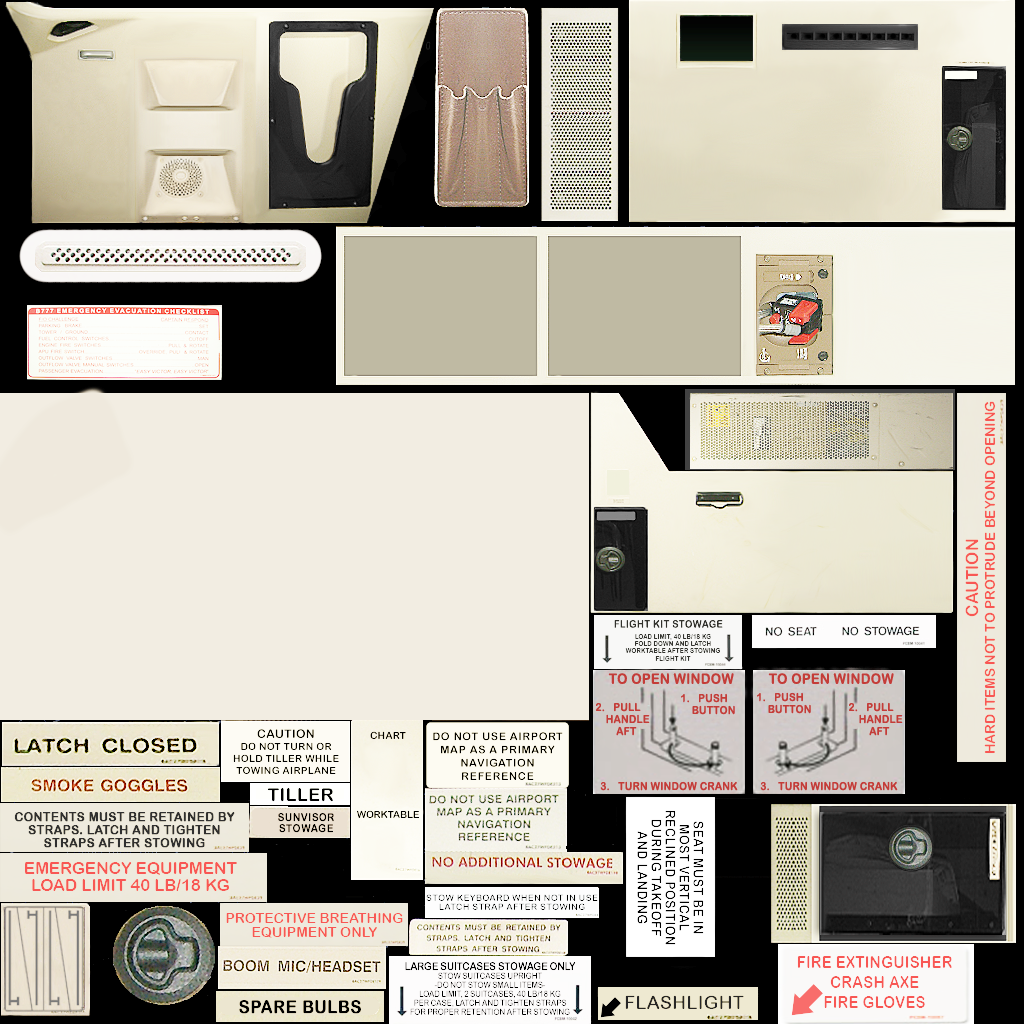 B777 EMERGENCY EVACUATION CHECKLIST
CAUTION
HARD ITEMS NOT TO PROTRUDE BEYOND OPENING
FLIGHT KIT STOWAGE
LOAD LIMIT, 40 LB/18 KG
FOLD DOWN AND LATCH
WORKTABLE AFTER STOWING
FLIGHT KIT
NO SEAT NO STOWAGE
TO OPEN WINDOW
1. PUSH
BUTTON
2. PULL
HANDLE
AFT
3. TURN WINDOW CRANK
TO OPEN WINDOW
1. PUSH
BUTTON
2. PULL
HANDLE
AFT
3. TURN WINDOW CRANK
LATCH CLOSED
SMOKE GOGGLES
CONTENTS MUST BE RETAINED BY
STRAPS. LATCH AND TIGHTEN
STRAPS AFTER STOWING
EMERGENCY EQUIPMENT
LOAD LIMIT 40 LB/18 KG
CAUTION
DO NOT TURN OR
HOLD TILLER WHILE
TOWING AIRPLANE
TILLER
SUNVISOR
STOWAGE
CHART
WORKTABLE
DO NOT USE AIRPORT
MAP AS A PRIMARY
NAVIGATION
REFERENCE
DO NOT USE AIRPORT
MAP AS A PRIMARY
NAVIGATION
REFERENCE
NO ADDITIONAL STOWAGE
STOW KEYBOARD WHEN NOT IN USE
LATCH STRAP AFTER STOWING
CONTENTS MUST BE RETAINED BY
STRAPS. LATCH AND TIGHTEN
STRAPS AFTER STOWING
PROTECTIVE BREATHING
EQUIPMENT ONLY
BOOM MIC/HEADSET
SPARE BULBS
LARGE SUITCASES STOWAGE ONLY
STOW SUITCASES UPRIGHT
-DO NOT STOW SMALL ITEMS-
LOAD LIMIT, 2 SUITCASES, 40 LB/18 KG
PER CASE, LATCH AND TIGHTEN STRAPS
FOR PROPER RETENTION AFTER STOWING
SEAT MUST BE IN
MOST VERTICAL
RECLINED POSITION
DURING TAKEOFF
AND LANDING
FLASHLIGHT
FIRE EXTINGUISHER
CRASH AXE
FIRE GLOVES